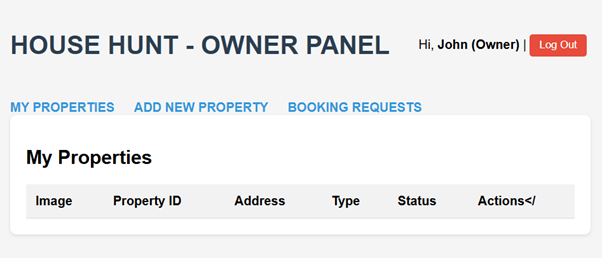 HOUSE HUNT - OWNER PANEL
Hi, John (Owner) | Log Out
MY PROPERTIES ADD NEW PROPERTY BOOKING REQUESTS
My Properties
Image Property ID Address Type Status Actions</